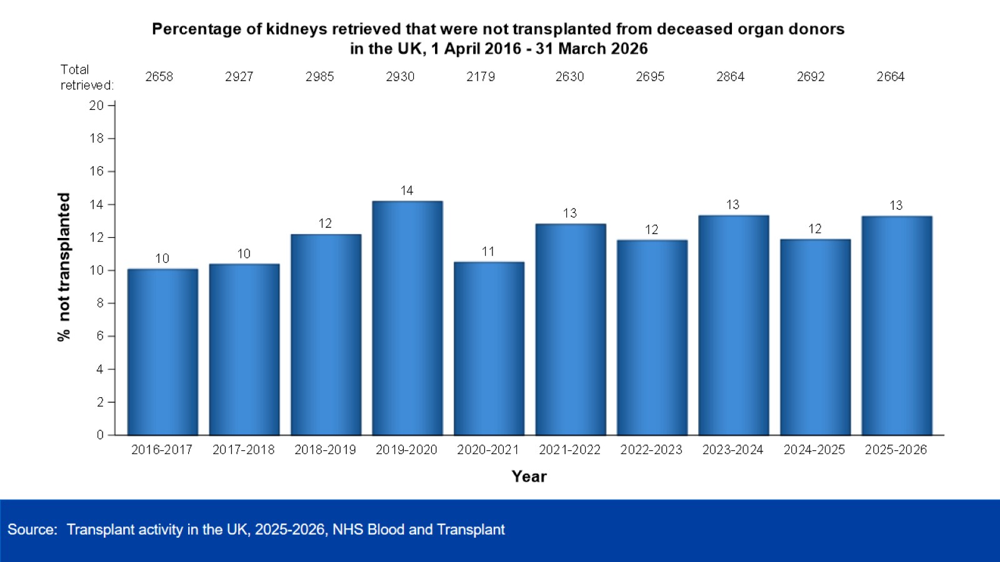 Percentage of kidneys retrieved that were not transplanted from deceased organ donors
in the UK, 1 April 2016 - 31 March 2026
Total
retrieved:
2658 2927 2985 2930 2179 2630 2695 2864 2692 2664
20
18
16
14
12
10
8
6
4
2
0
% not transplanted
10 10 12 14 11 13 12 13 12 13
2016-2017 2017-2018 2018-2019 2019-2020 2020-2021 2021-2022 2022-2023 2023-2024 2024-2025 2025-2026
Year
Source: Transplant activity in the UK, 2025-2026, NHS Blood and Transplant